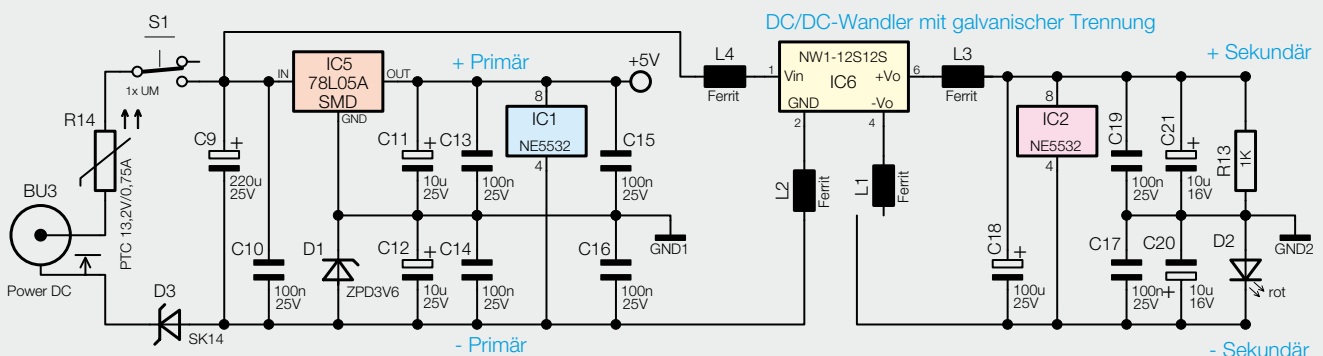 DC/DC-Wandler mit galvanischer Trennung
S1
1x UM
R14
PTC 13,2V/0,75A
BU3
Power DC
D3
SK14
C9
+
220u
25V
C10
100n
25V
IN
IC5
78L05A
SMD
OUT
GND
+ Primär
+5V
D1
ZPD3V6
C11
+
10u
25V
C12
+
10u
25V
C13
100n
25V
C14
100n
25V
8
IC1
NE5532
4
C15
100n
25V
C16
100n
25V
GND1
- Primär
L4
Ferrit
NW1-12S12S
1
Vin
+Vo
6
IC6
GND
-Vo
2
4
L2
Ferrit
L1
Ferrit
L3
Ferrit
+ Sekundär
8
IC2
NE5532
4
C18
+
100u
25V
C19
100n
25V
C21
+
10u
16V
R13
1K
C17
100n
25V
C20
10u
16V
+
D2
rot
GND2
- Sekundär